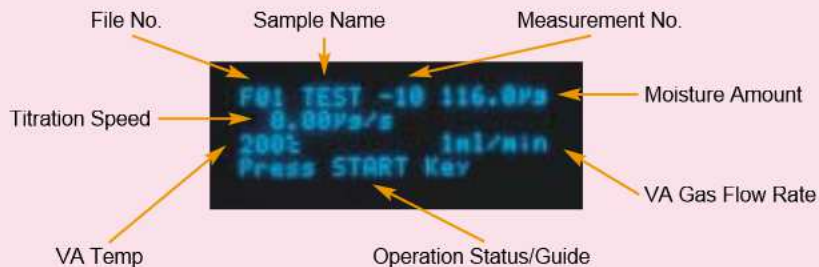 File No. Sample Name Measurement No.
F01 TEST -10 116.0μg Moisture Amount
Titration Speed 0.00μg/s
200℃ 1ml/min
Press START Key
VA Gas Flow Rate
VA Temp Operation Status/Guide